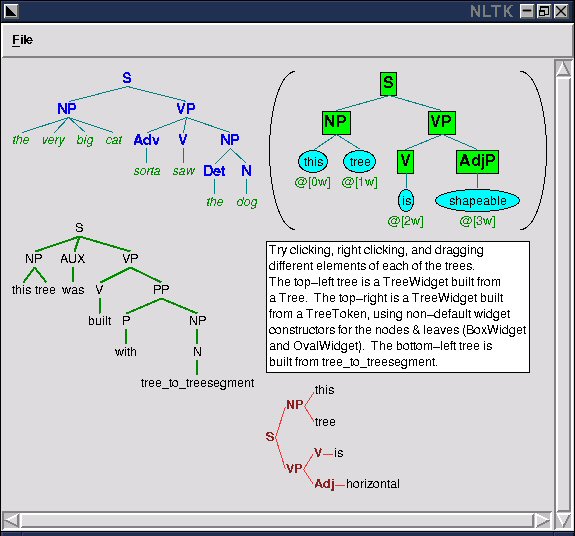 NLTK
File
S
NP VP
the very big cat Adv V NP
sorta saw Det N
the dog
S
NP VP
this tree V AdjP
@[0w] @[1w] is shapeable
@[2w] @[3w]
S
NP AUX VP
this tree was V PP
built P NP
with N
tree_to_treesegment
Try clicking, right clicking, and dragging
different elements of each of the trees.
The top–left tree is a TreeWidget built from
a Tree.  The top–right is a TreeWidget built
from a TreeToken, using non–default widget
constructors for the nodes & leaves (BoxWidget
and OvalWidget).  The bottom–left tree is
built from tree_to_treesegment.
this
NP
tree
S
V is
VP
Adj horizontal